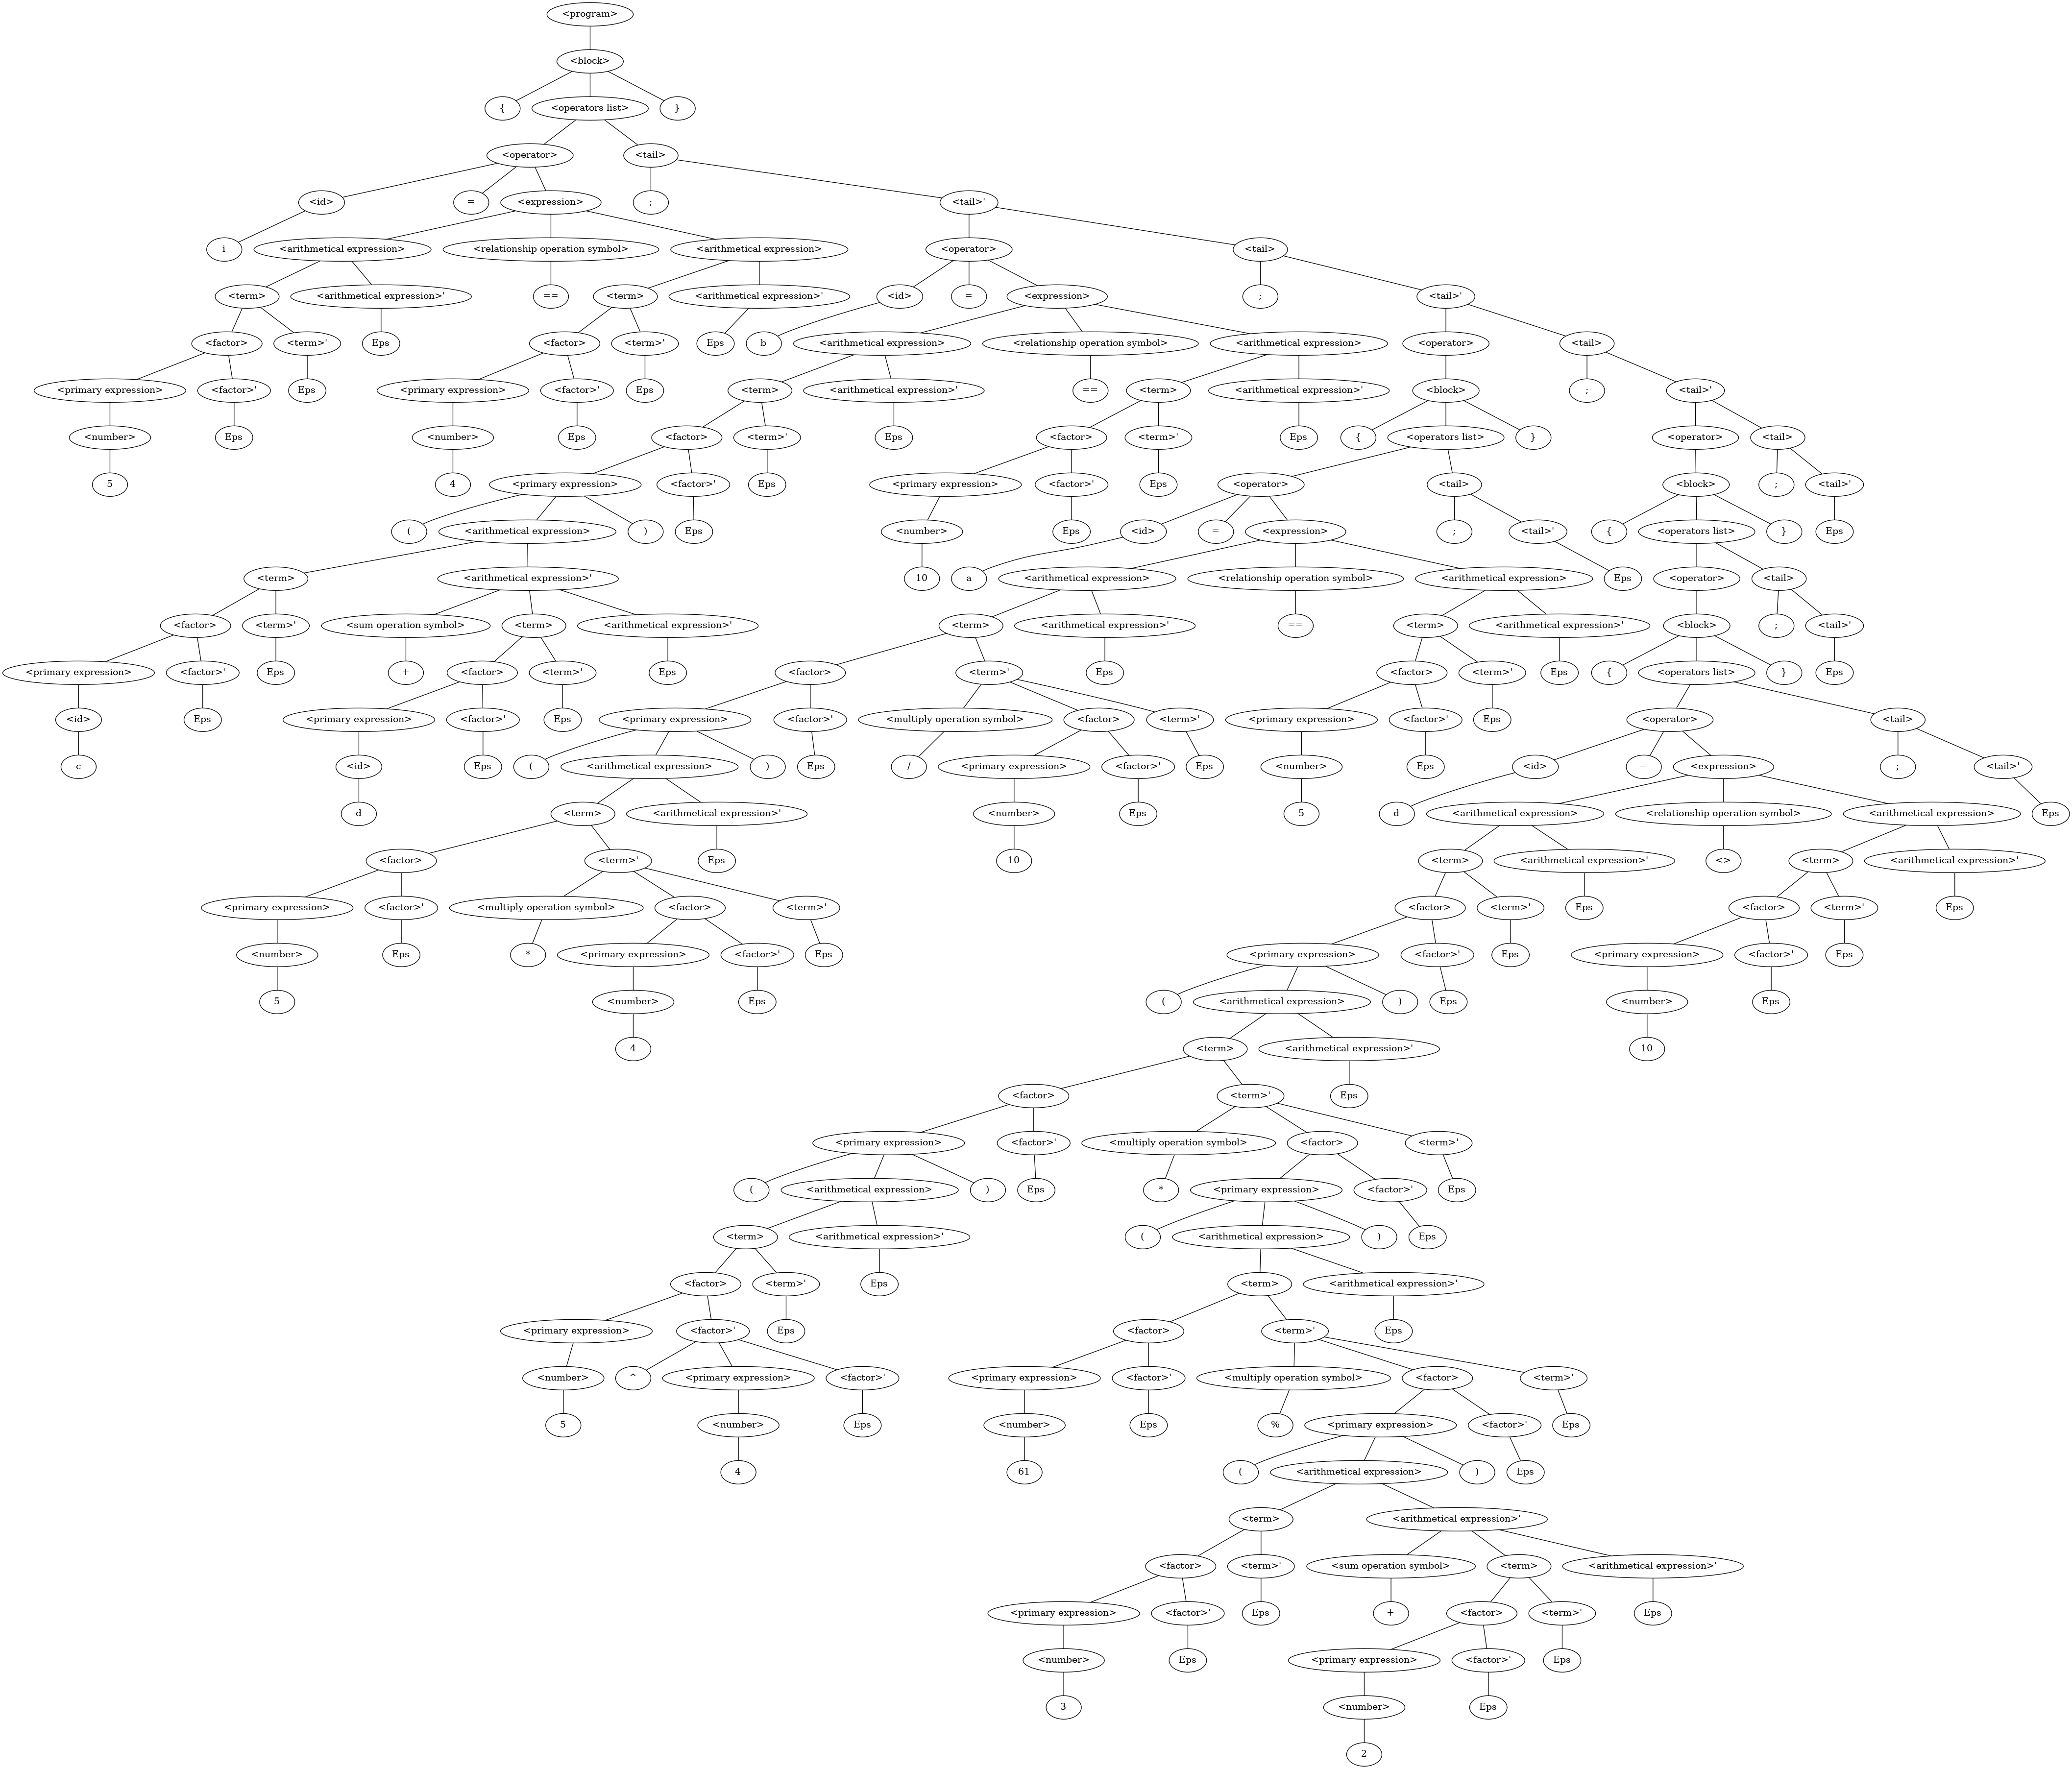 <program>
<block>
{ <operators list> }
<operator> <tail>
<id> = <expression> ; <tail>'
i <arithmetical expression> <relationship operation symbol> <arithmetical expression> <operator> <tail>
<term> <arithmetical expression>' == <term> <arithmetical expression>' <id> = <expression> ; <tail>'
<factor> <term>' Eps <factor> <term>' Eps b <arithmetical expression> <relationship operation symbol> <arithmetical expression> <operator> <tail>
<primary expression> <factor>' Eps <primary expression> <factor>' Eps <term> <arithmetical expression>' == <term> <arithmetical expression>' <block> ; <tail>'
<number> Eps <number> Eps <factor> <term>' Eps <factor> <term>' Eps { <operators list> } <operator> <tail>
5 4 <primary expression> <factor>' Eps <primary expression> <factor>' Eps <operator> <tail> <block> ; <tail>'
( <arithmetical expression> ) Eps <number> Eps <id> = <expression> ; <tail>' { <operators list> } Eps
<term> <arithmetical expression>' 10 a <arithmetical expression> <relationship operation symbol> <arithmetical expression> Eps <operator> <tail>
<factor> <term>' <sum operation symbol> <term> <arithmetical expression>' <term> <arithmetical expression>' == <term> <arithmetical expression>' <block> ; <tail>'
<primary expression> <factor>' Eps + <factor> <term>' Eps <factor> <term>' Eps <factor> <term>' Eps { <operators list> } Eps
<id> Eps <primary expression> <factor>' Eps <primary expression> <factor>' <multiply operation symbol> <factor> <term>' <primary expression> <factor>' Eps <operator> <tail>
c <id> Eps ( <arithmetical expression> ) Eps / <primary expression> <factor>' Eps <number> Eps <id> = <expression> ; <tail>'
d <term> <arithmetical expression>' <number> Eps 5 d <arithmetical expression> <relationship operation symbol> <arithmetical expression> Eps
<factor> <term>' Eps 10 <term> <arithmetical expression>' <> <term> <arithmetical expression>'
<primary expression> <factor>' <multiply operation symbol> <factor> <term>' <factor> <term>' Eps <factor> <term>' Eps
<number> Eps * <primary expression> <factor>' Eps <primary expression> <factor>' Eps <primary expression> <factor>' Eps
5 <number> Eps ( <arithmetical expression> ) Eps <number> Eps
4 <term> <arithmetical expression>' 10
<factor> <term>' Eps
<primary expression> <factor>' <multiply operation symbol> <factor> <term>'
( <arithmetical expression> ) Eps * <primary expression> <factor>' Eps
<term> <arithmetical expression>' ( <arithmetical expression> ) Eps
<factor> <term>' Eps <term> <arithmetical expression>'
<primary expression> <factor>' Eps <factor> <term>' Eps
<number> ^ <primary expression> <factor>' <primary expression> <factor>' <multiply operation symbol> <factor> <term>'
5 <number> Eps <number> Eps % <primary expression> <factor>' Eps
4 61 ( <arithmetical expression> ) Eps
<term> <arithmetical expression>'
<factor> <term>' <sum operation symbol> <term> <arithmetical expression>'
<primary expression> <factor>' Eps + <factor> <term>' Eps
<number> Eps <primary expression> <factor>' Eps
3 <number> Eps
2